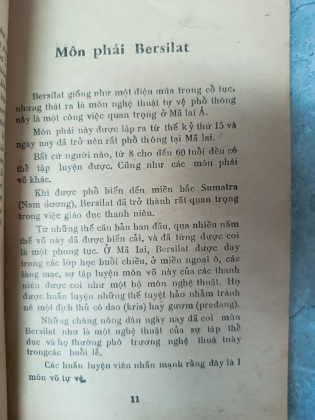 Môn phái Bersilat
Bersilat giống như một điệu múa trong cổ tục,
nhưng thật ra là môn nghệ thuật tự vệ phổ thông
này là một công việc quan trọng ở Mã lai Á.
Môn phái này được lập ra từ thế kỷ thứ 15 và
ngày nay đã trở nên rất phổ thông tại Mã lai.
Bất cứ người nào, từ 8 cho đến 60 tuổi đều có
thể tập luyện được. Cũng như các môn phái
võ khác.
Khi được phổ biến đến miền bắc Sumatra
(Nam dương), Bersilat đã trở thành rất quan trọng
trong việc giáo dục thanh niên.
Từ những thế căn bản ban đầu, qua nhiều năm
thế võ này đã được biến cải, và đã từng được coi
là một phong tục. Ở Mã lai, Bersilat được dạy
trong các lớp học buổi chiều, ở miền ngoại ô, các
làng mạc, sự tập luyện môn võ này của các thanh
niên được coi như một bộ môn nghệ thuật. Họ
được huấn luyện những thế tuyệt hảo nhằm tránh
né một địch thủ có dao (kris) hay gươm (predang).
Những chàng nông dân ngày nay đã coi môn
Bersilat như là một nghệ thuật của sự tập thể
dục và họ thường phô trương nghệ thuật này
trongcác buổi lễ.
Các huấn luyện viên nhấn mạnh rằng đây là 1
môn võ tự vệ.
11